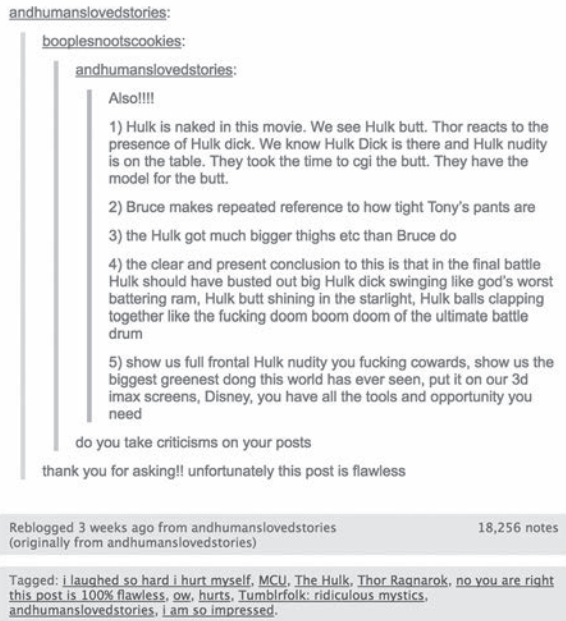 andhumanslovedstories:
booplesnootscookies:
andhumanslovedstories:
Also!!!!
1) Hulk is naked in this movie. We see Hulk butt. Thor reacts to the
presence of Hulk dick. We know Hulk Dick is there and Hulk nudity
is on the table. They took the time to cgi the butt. They have the
model for the butt.
2) Bruce makes repeated reference to how tight Tony's pants are
3) the Hulk got much bigger thighs etc than Bruce do
4) the clear and present conclusion to this is that in the final battle
Hulk should have busted out big Hulk dick swinging like god's worst
battering ram, Hulk butt shining in the starlight, Hulk balls clapping
together like the fucking doom boom doom of the ultimate battle
drum
5) show us full frontal Hulk nudity you fucking cowards, show us the
biggest greenest dong this world has ever seen, put it on our 3d
imax screens, Disney, you have all the tools and opportunity you
need
do you take criticisms on your posts
thank you for asking!! unfortunately this post is flawless
Reblogged 3 weeks ago from andhumanslovedstories 18,256 notes
(originally from andhumanslovedstories)
Tagged: i laughed so hard i hurt myself, MCU, The Hulk, Thor Ragnarok, no you are right
this post is 100% flawless, ow, hurts, Tumblrfolk: ridiculous mystics,
andhumanslovedstories, i am so impressed.